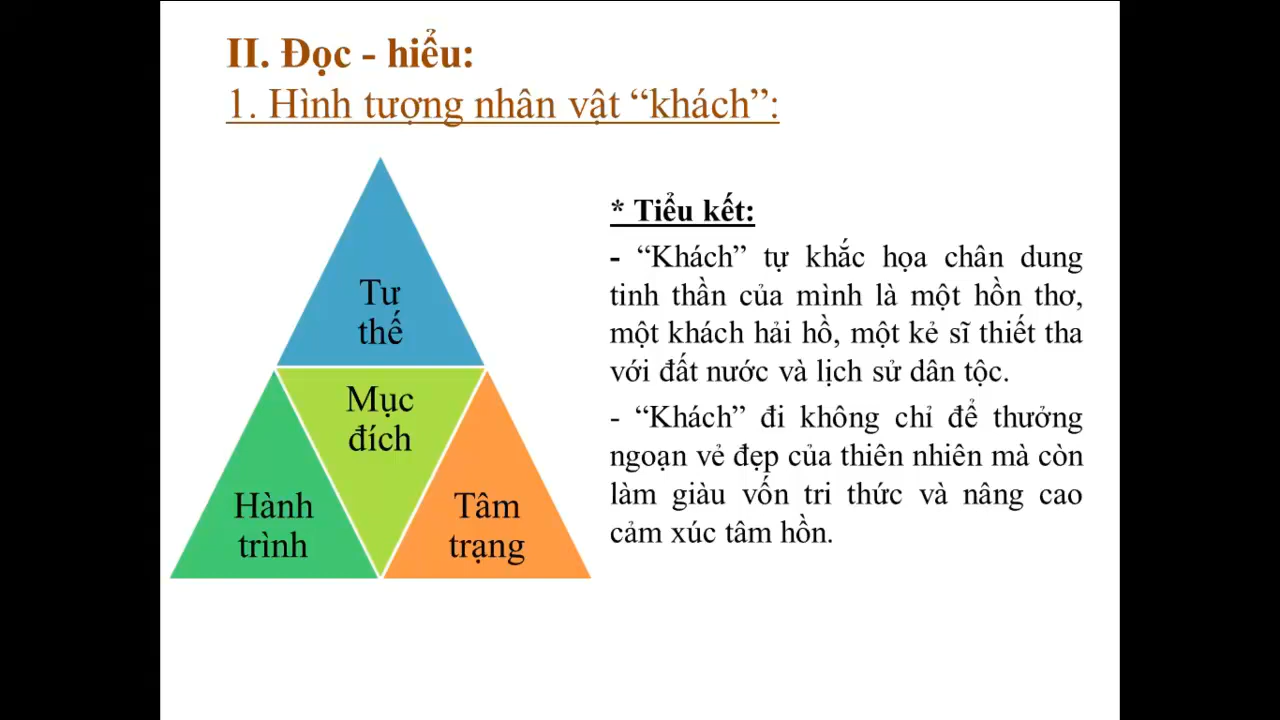 II. Đọc - hiểu:
1. Hình tượng nhân vật “khách”:
Tư
thế
Mục
đích
Hành
trình
Tâm
trạng
* Tiểu kết:
- “Khách” tự khắc họa chân dung
tinh thần của mình là một hồn thơ,
một khách hải hồ, một kẻ sĩ thiết tha
với đất nước và lịch sử dân tộc.
- “Khách” đi không chỉ để thưởng
ngoạn vẻ đẹp của thiên nhiên mà còn
làm giàu vốn tri thức và nâng cao
cảm xúc tâm hồn.